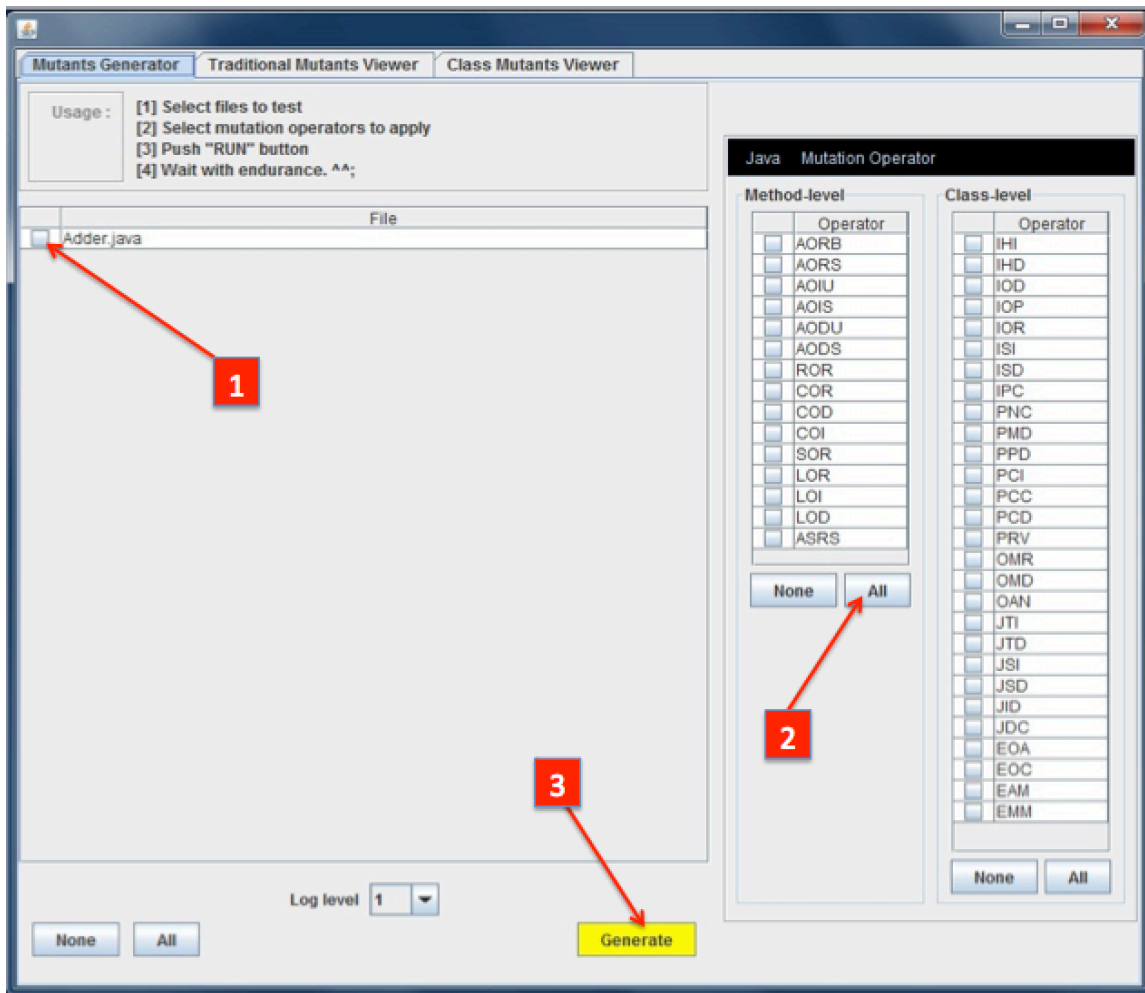 Mutants Generator Traditional Mutants Viewer Class Mutants Viewer
Usage :
[1] Select files to test
[2] Select mutation operators to apply
[3] Push "RUN" button
[4] Wait with endurance. ^^;
File
Adder.java
1
Log level 1
None All
3
Generate
Java Mutation Operator
Method-level
Operator
AORB
AORS
AOIU
AOIS
AODU
AODS
ROR
COR
COD
COI
SOR
LOR
LOI
LOD
ASRS
None All
2
Class-level
Operator
IHI
IHD
IOD
IOP
IOR
ISI
ISD
IPC
PNC
PMD
PPD
PCI
PCC
PCD
PRV
OMR
OMD
OAN
JTI
JTD
JSI
JSD
JID
JDC
EOA
EOC
EAM
EMM
None All